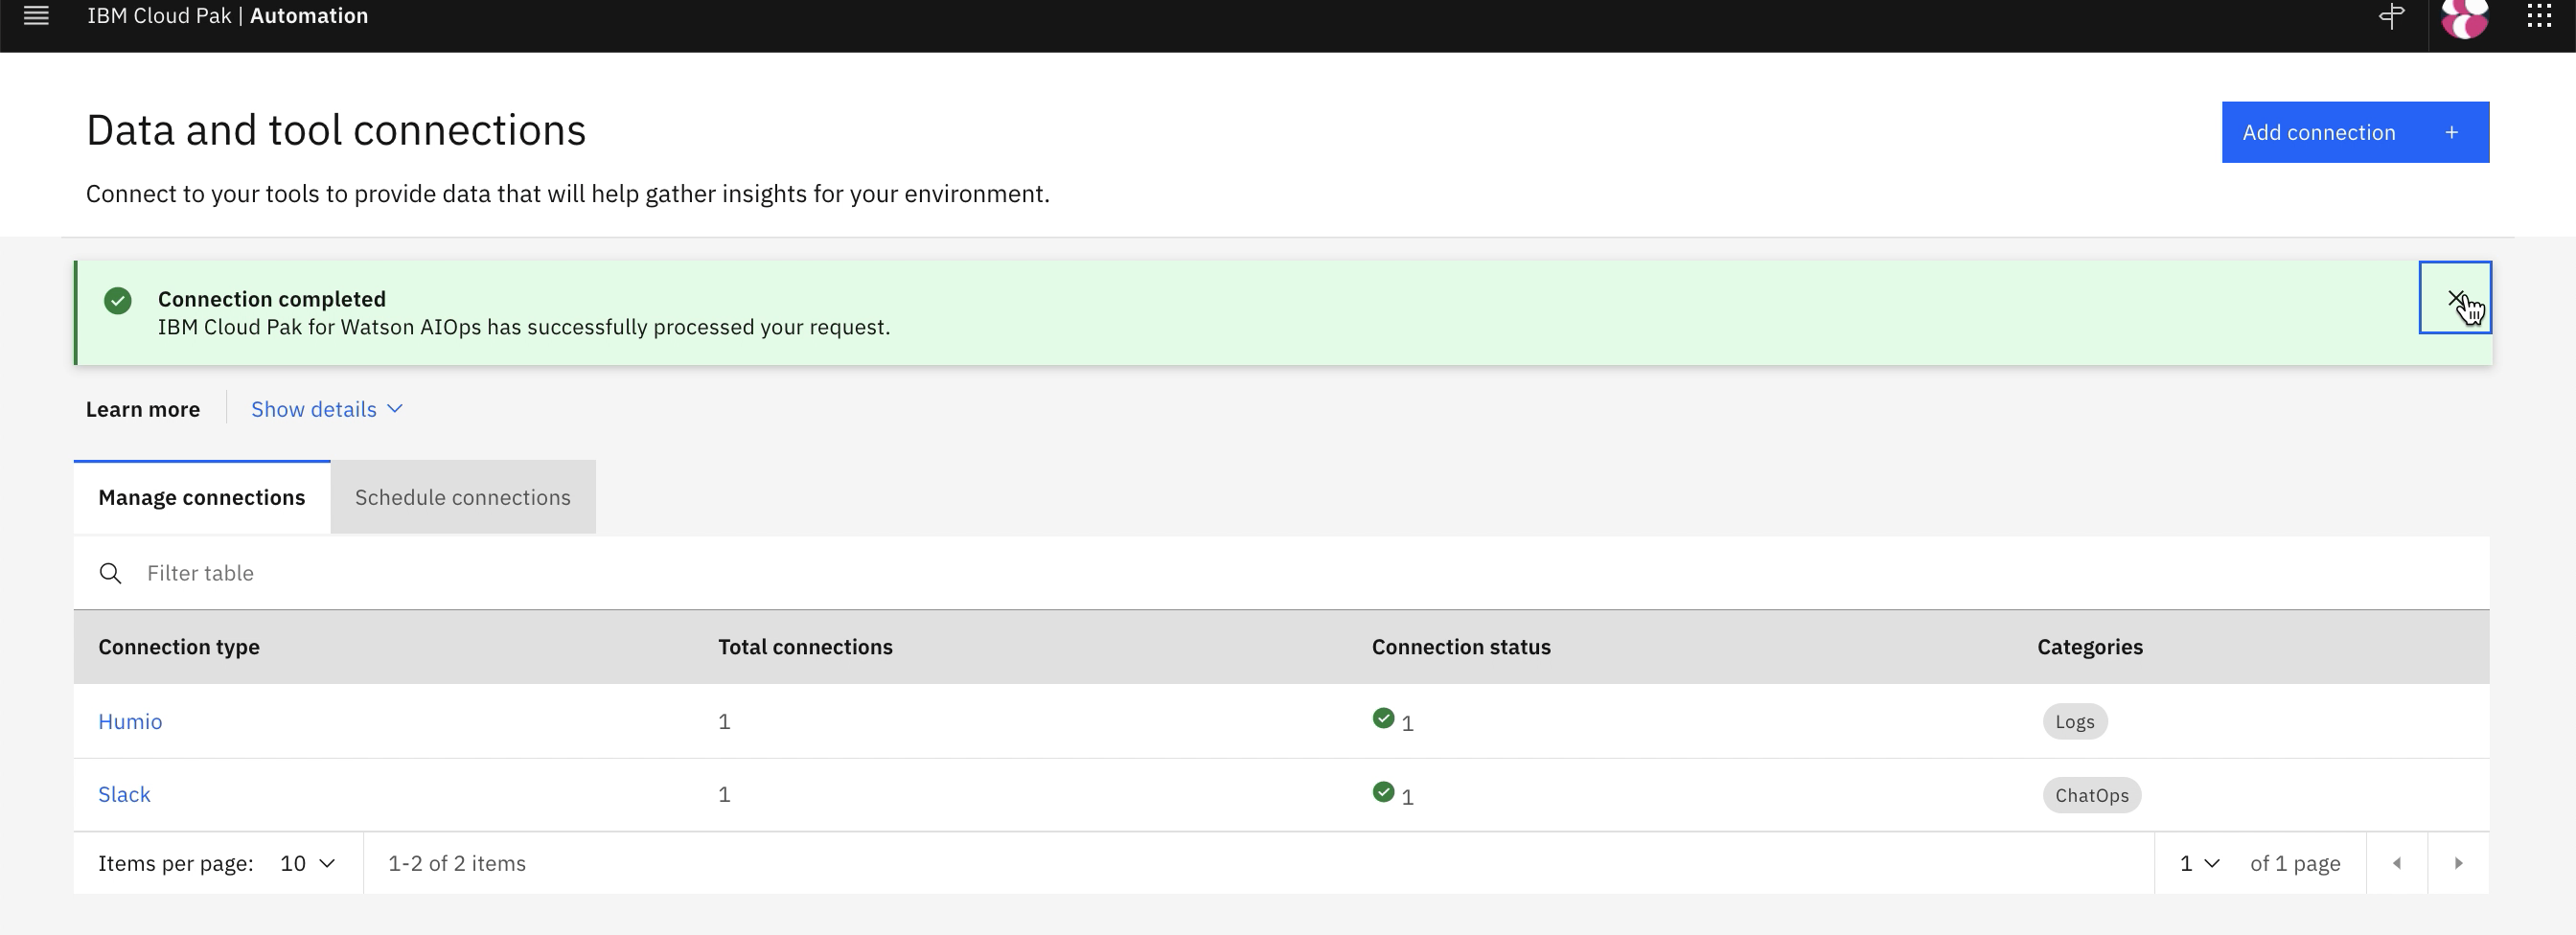 IBM Cloud Pak | Automation
Data and tool connections
Add connection +
Connect to your tools to provide data that will help gather insights for your environment.
Connection completed
IBM Cloud Pak for Watson AIOps has successfully processed your request.
Learn more Show details
Manage connections Schedule connections
Filter table
Connection type Total connections Connection status Categories
Humio 1 1 Logs
Slack 1 1 ChatOps
Items per page: 10 1-2 of 2 items 1 of 1 page